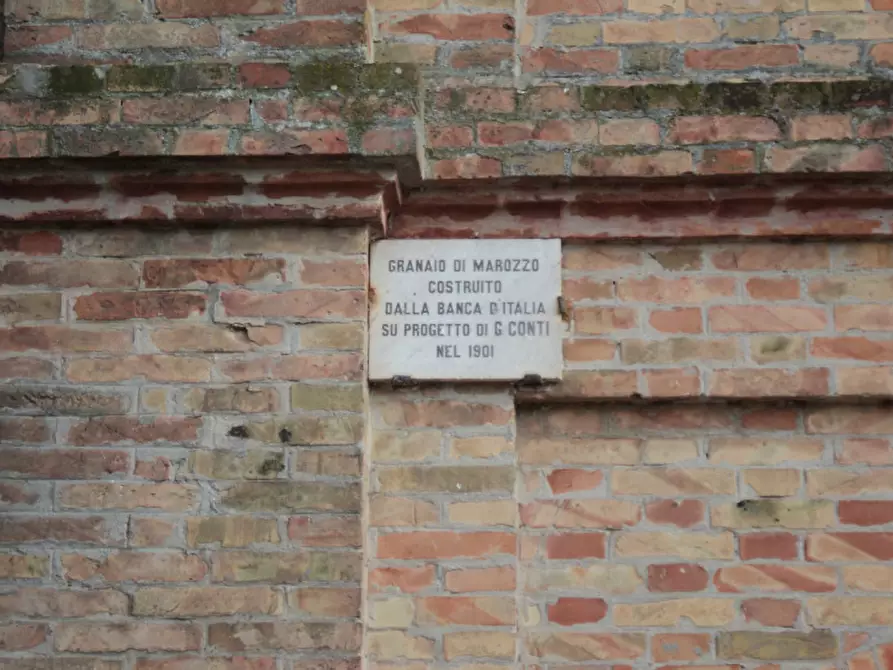 GRANAIO DI MAROZZO
COSTRUITO
DALLA BANCA D'ITALIA
SU PROGETTO DI G. CONTI
NEL 1901